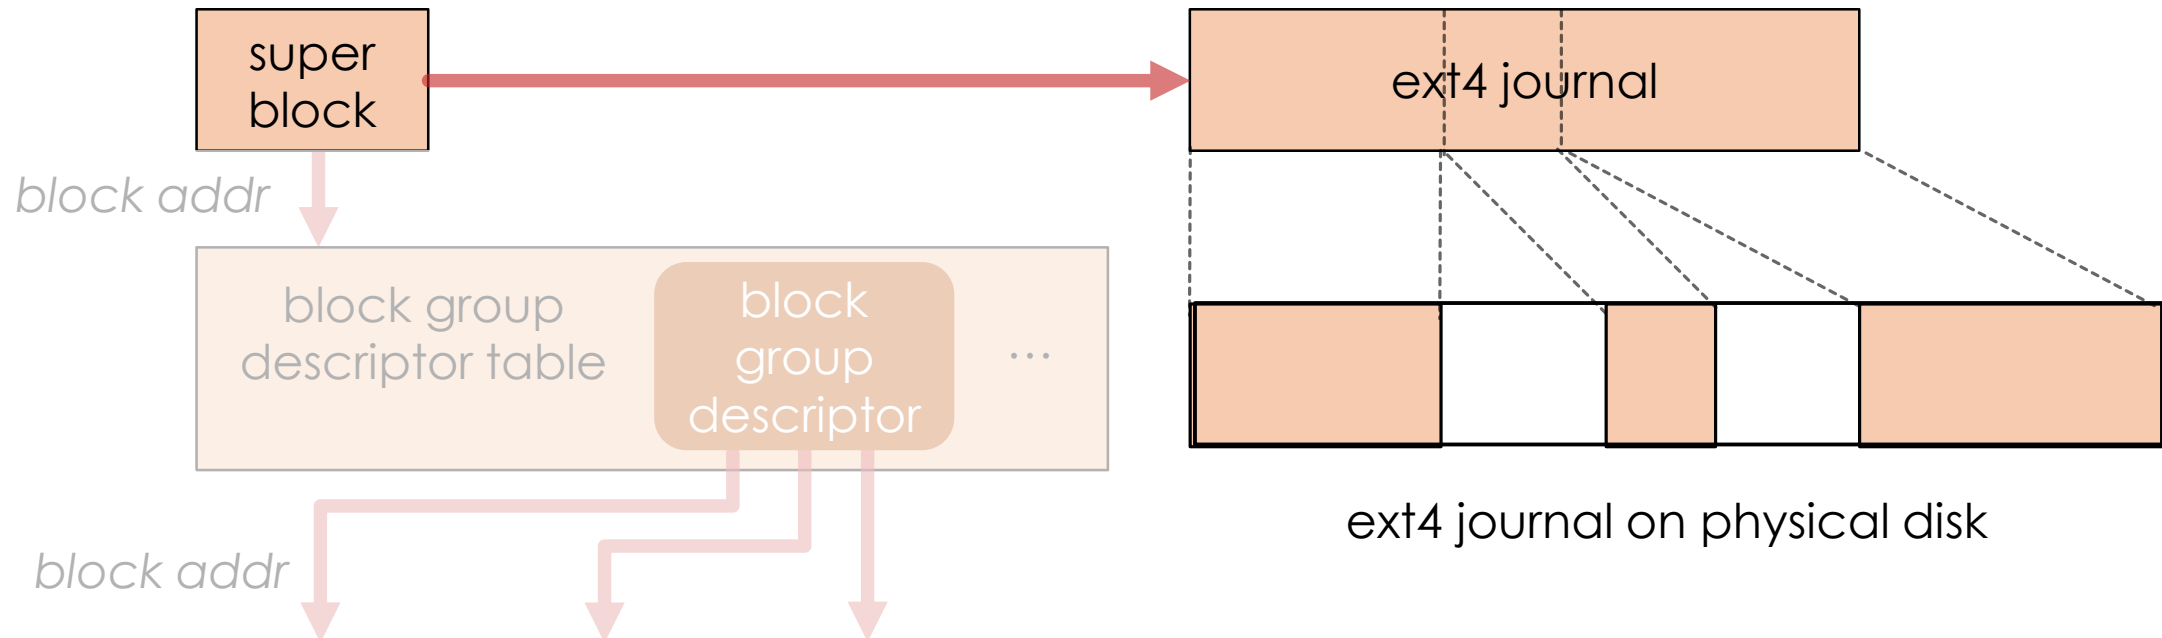 super
block
ext4 journal
block addr
block group
descriptor table
block
group
descriptor
...
ext4 journal on physical disk
block addr